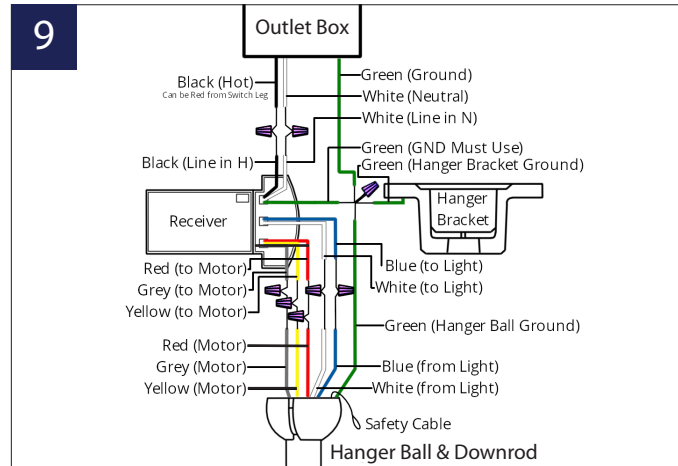 9
Outlet Box
Black (Hot)
Can be Red from Switch Leg
Green (Ground)
White (Neutral)
White (Line in N)
Green (GND Must Use)
Black (Line in H)
Green (Hanger Bracket Ground)
Receiver
Hanger
Bracket
Red (to Motor)
Blue (to Light)
Grey (to Motor)
White (to Light)
Yellow (to Motor)
Green (Hanger Ball Ground)
Red (Motor)
Grey (Motor)
Blue (from Light)
Yellow (Motor)
White (from Light)
Safety Cable
Hanger Ball & Downrod